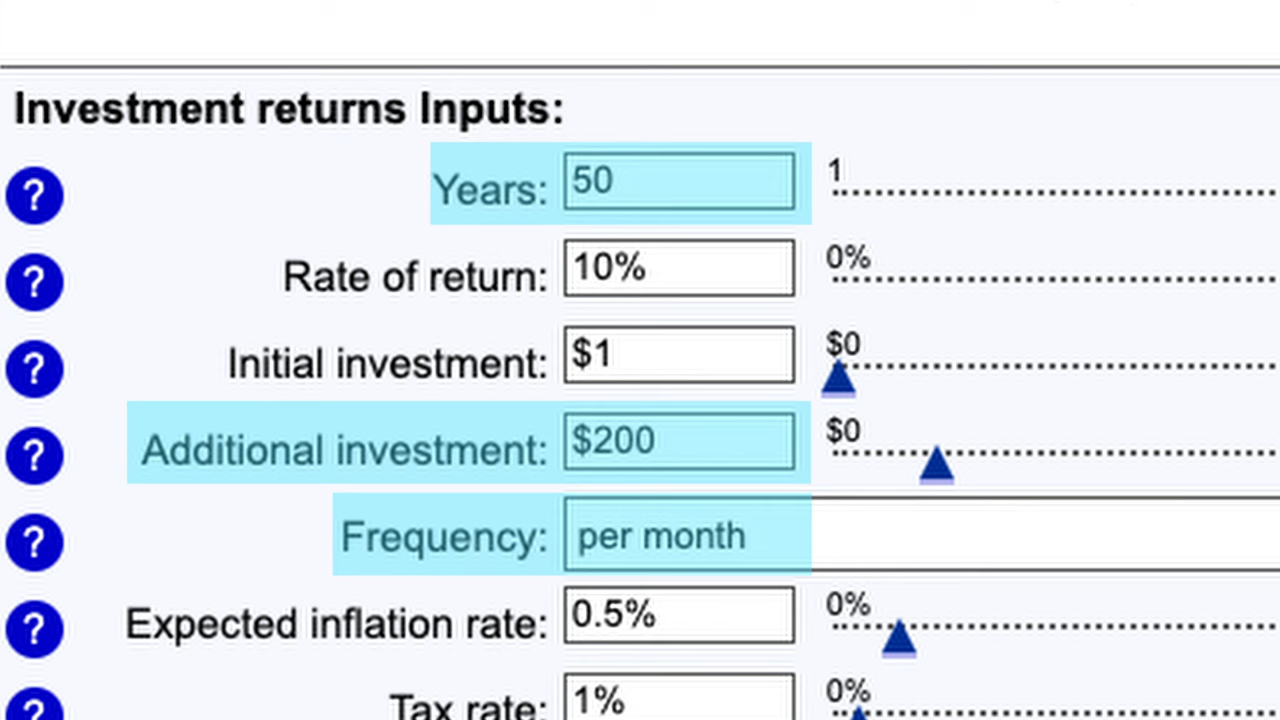 Investment returns Inputs:
? Years: 50 1
? Rate of return: 10% 0%
? Initial investment: $1 $0
? Additional investment: $200 $0
? Frequency: per month
? Expected inflation rate: 0.5% 0%
? Tax rate: 1% 0%